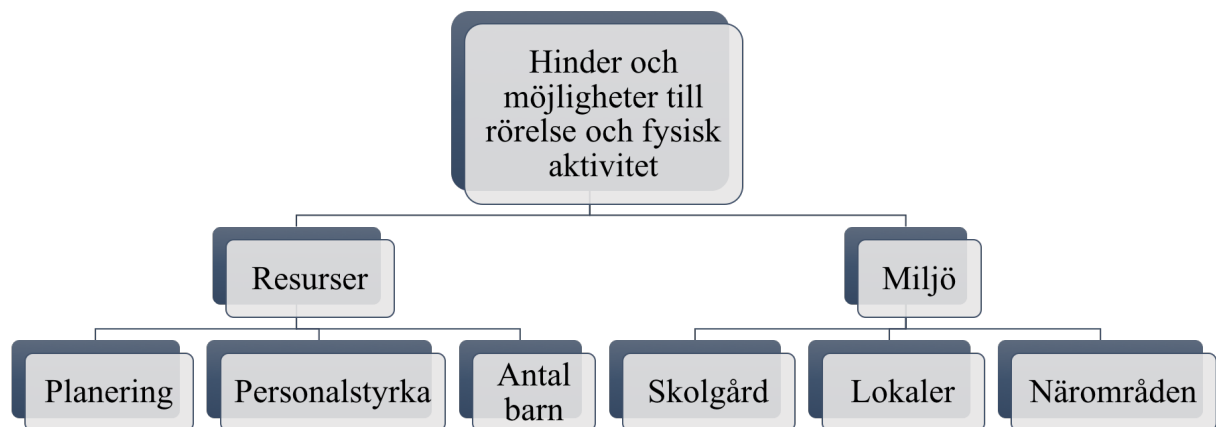 Hinder och
möjligheter till
rörelse och fysisk
aktivitet
Resurser
Miljö
Planering
Personalstyrka
Antal
barn
Skolgård
Lokaler
Närområden